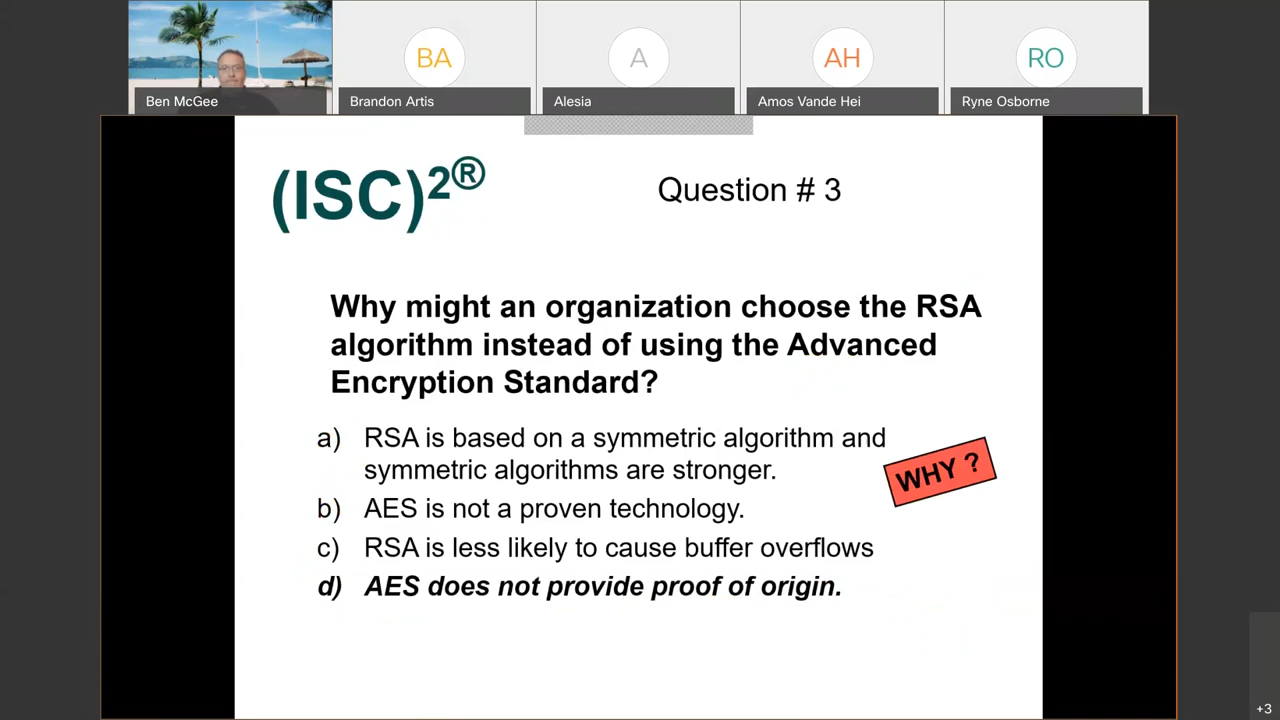 BA
A
AH
RO
Ben McGee
Brandon Artis
Alesia
Amos Vande Hei
Ryne Osborne
(ISC)2®
Question # 3
Why might an organization choose the RSA
algorithm instead of using the Advanced
Encryption Standard?
a) RSA is based on a symmetric algorithm and
symmetric algorithms are stronger.
WHY ?
b) AES is not a proven technology.
c) RSA is less likely to cause buffer overflows
d) AES does not provide proof of origin.
+3